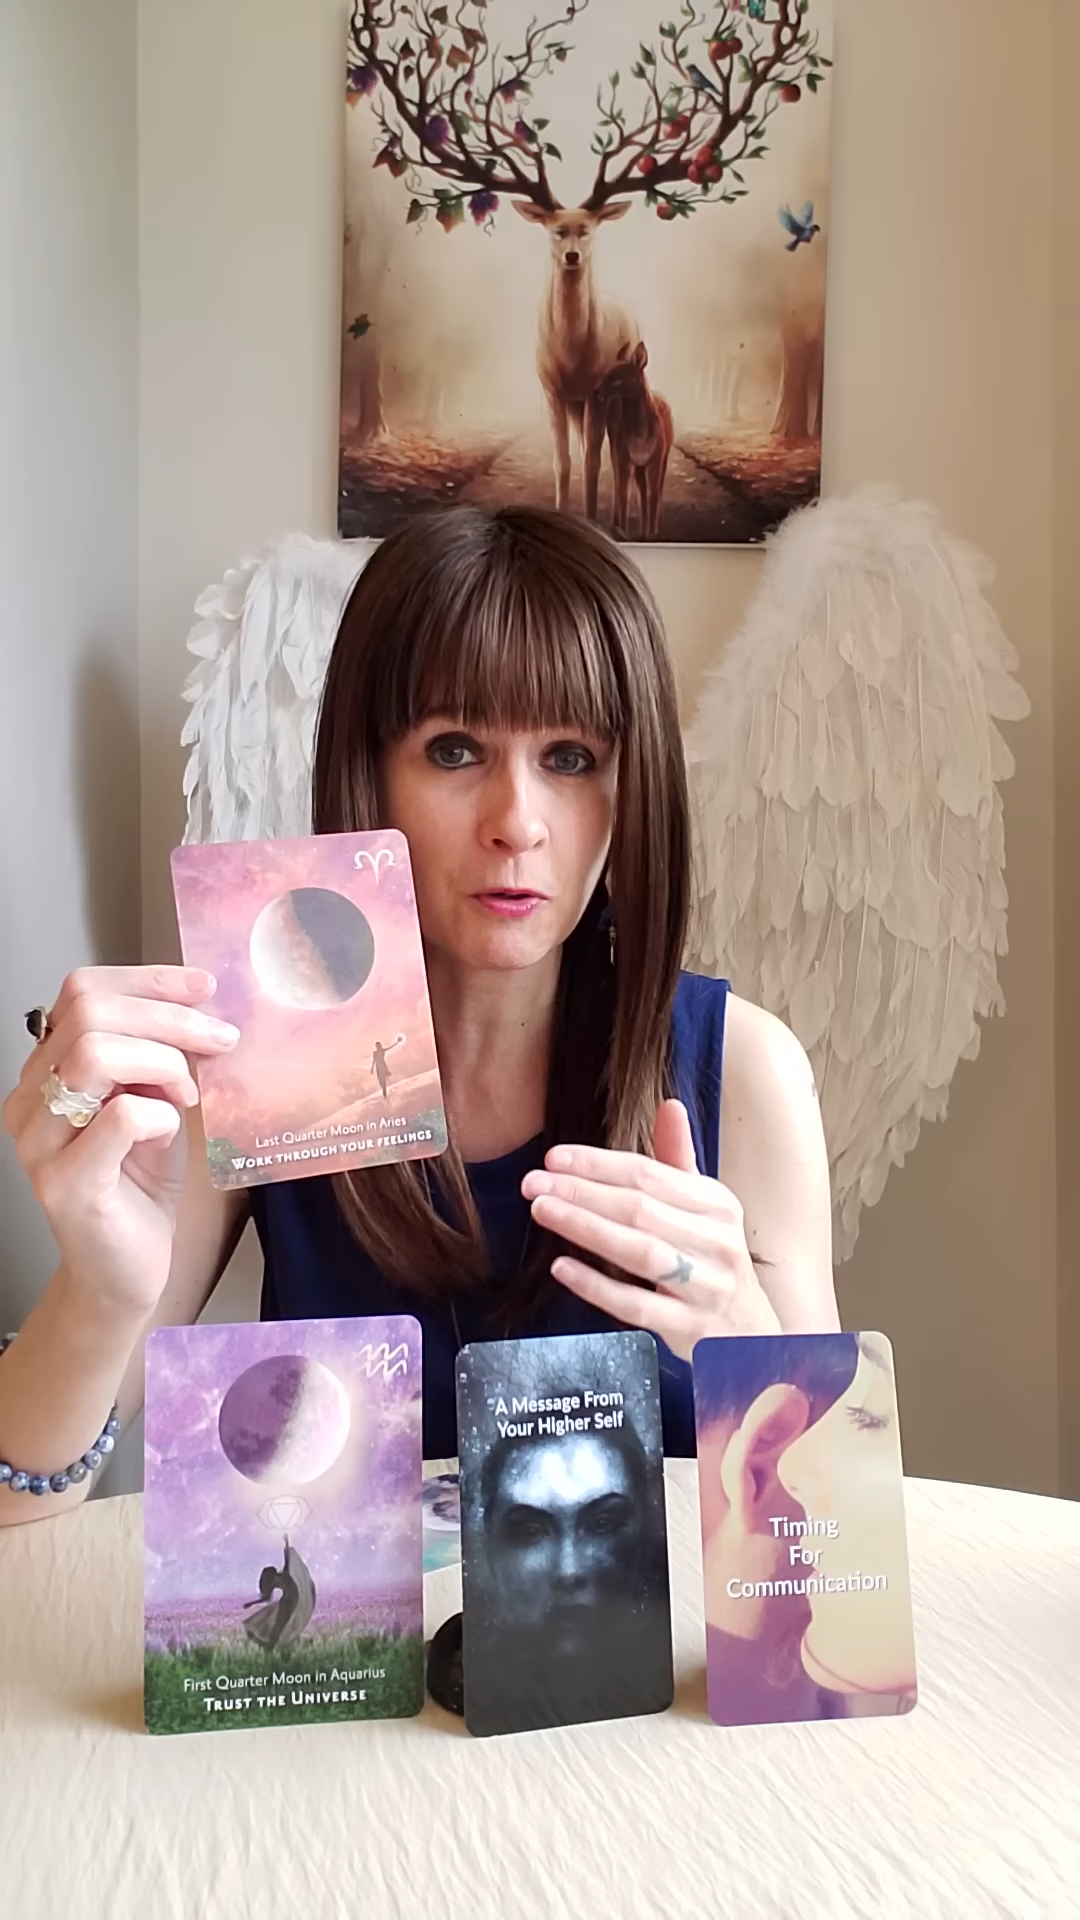 Last Quarter Moon in Aries
WORK THROUGH YOUR FEELINGS
First Quarter Moon in Aquarius
TRUST THE UNIVERSE
A Message From
Your Higher Self
Timing
For
Communication